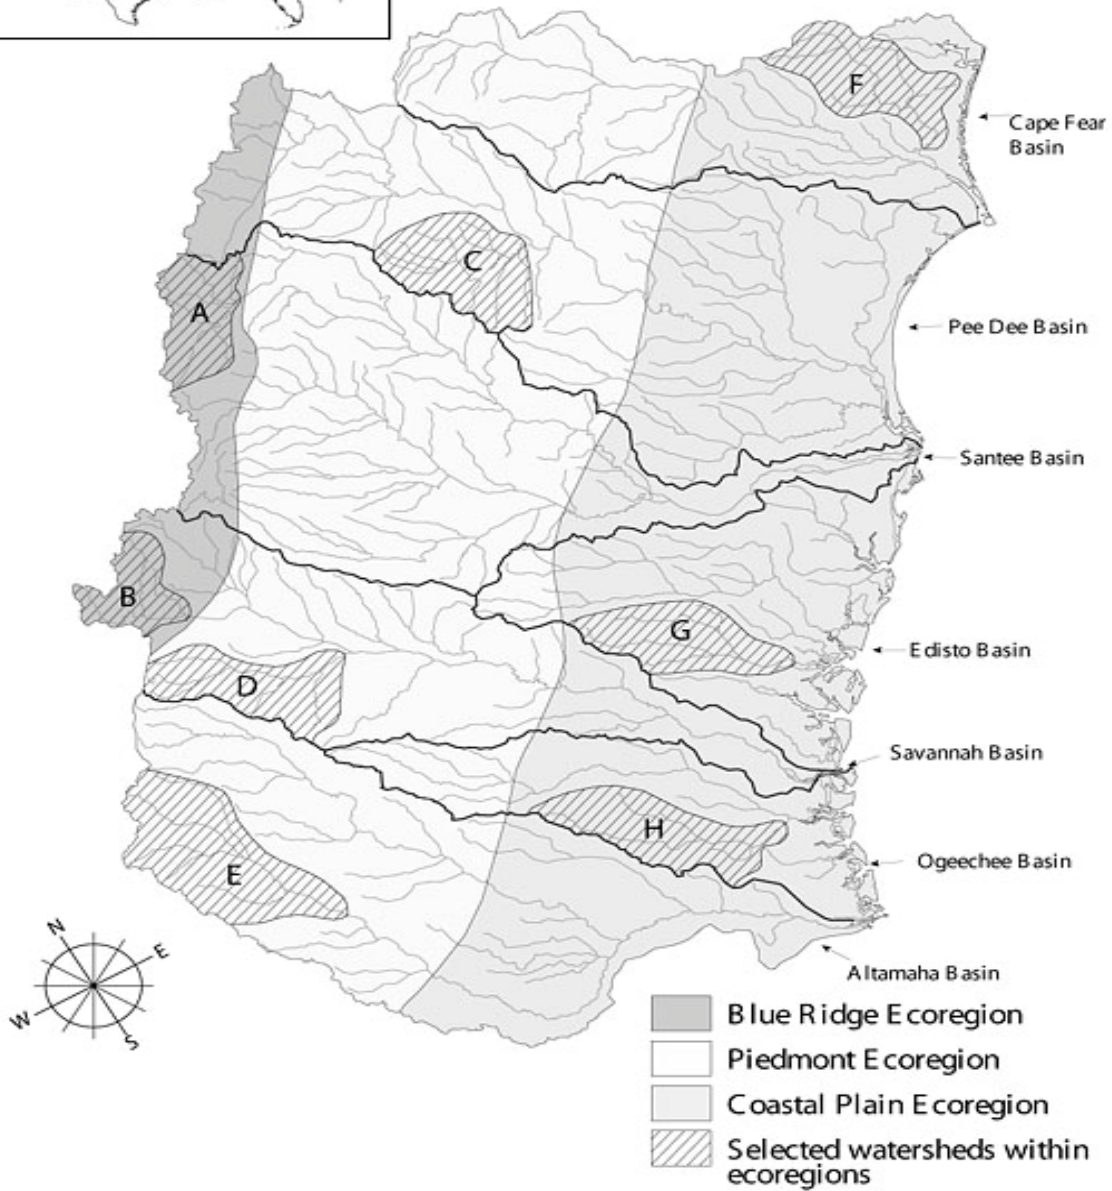 F
Cape Fear
Basin
C
A
Pee Dee Basin
Santee Basin
B
G
Edisto Basin
D
Savannah Basin
H
Ogeechee Basin
E
N
E
W
S
Altamaha Basin
Blue Ridge Ecoregion
Piedmont Ecoregion
Coastal Plain Ecoregion
Selected watersheds within
ecoregions